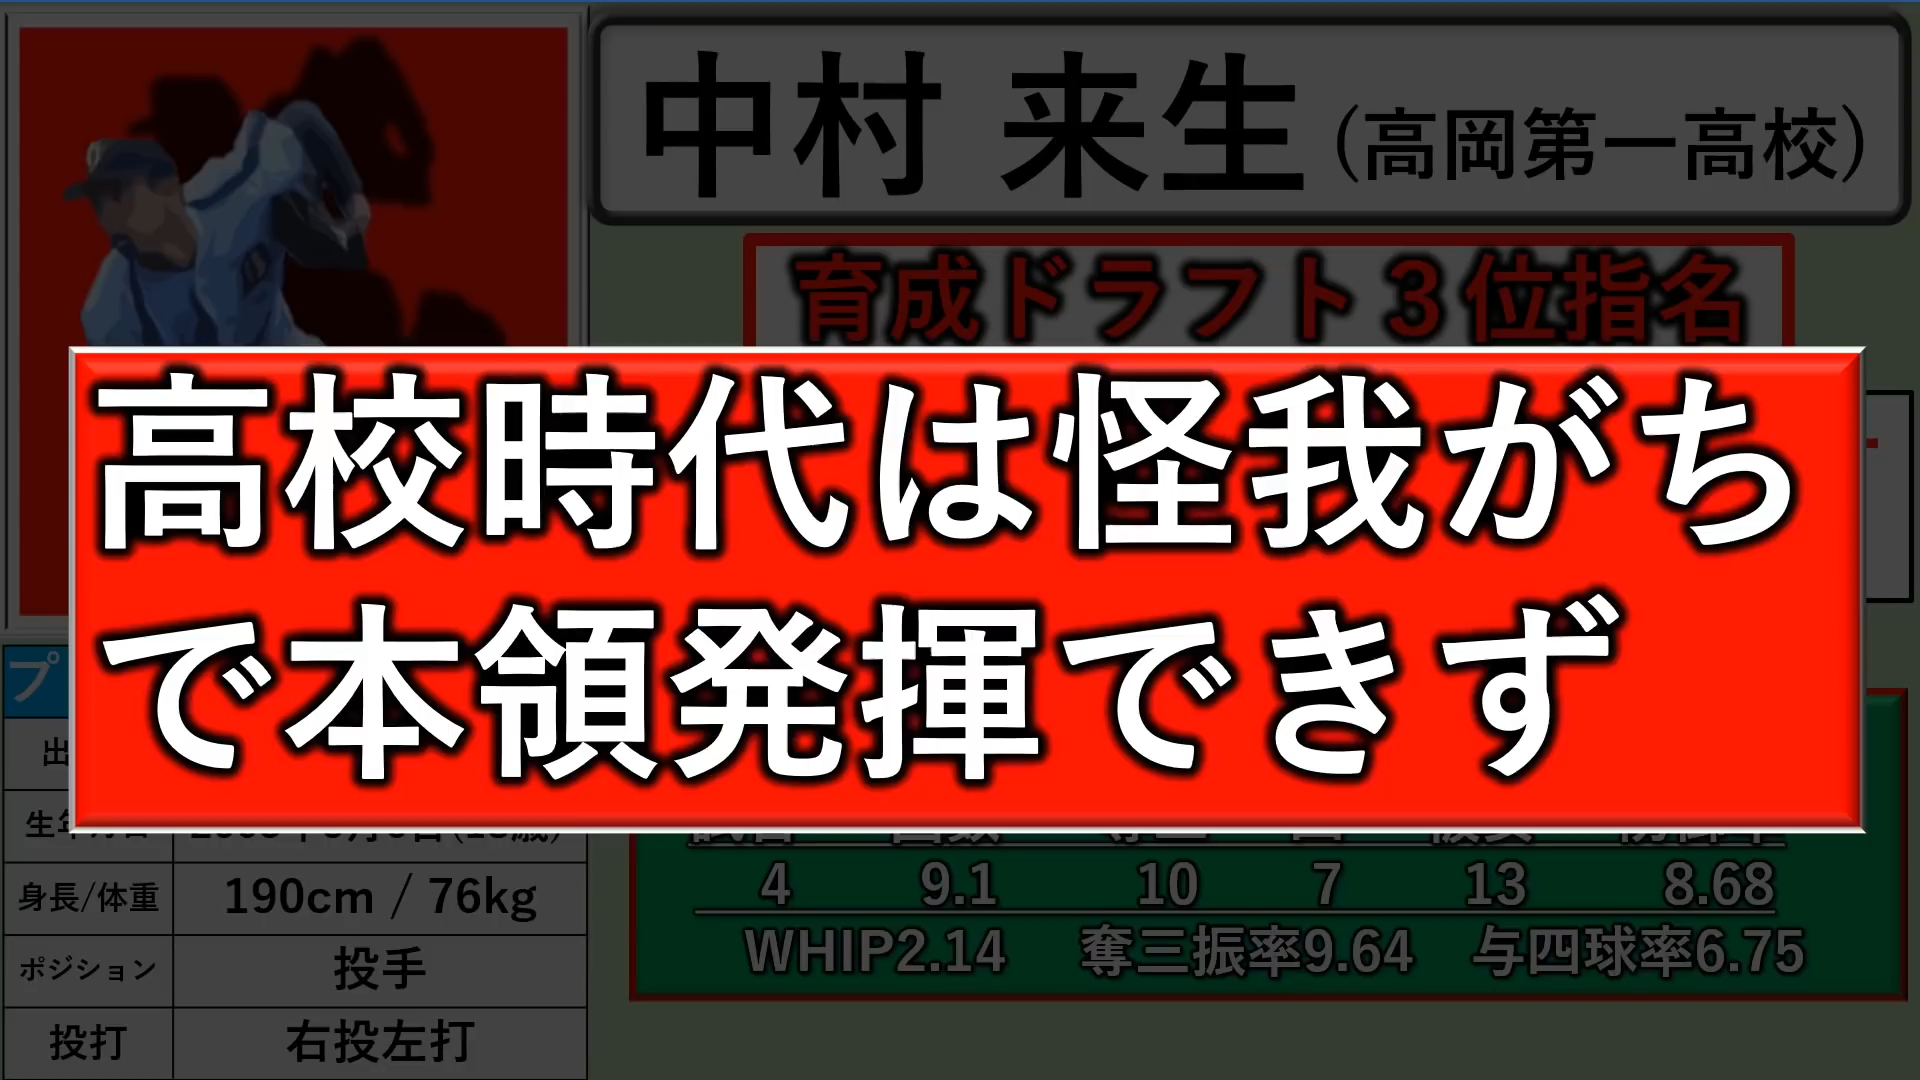 中村 来生(高岡第一高校)
育成ドラフト3位指名
高校時代は怪我がち
で本領発揮できず
プ
出
身長/体重 190cm / 76kg
ポジション 投手
投打 右投左打
4 9.1 10 7 13 8.68
WHIP2.14 奪三振率9.64 与四球率6.75